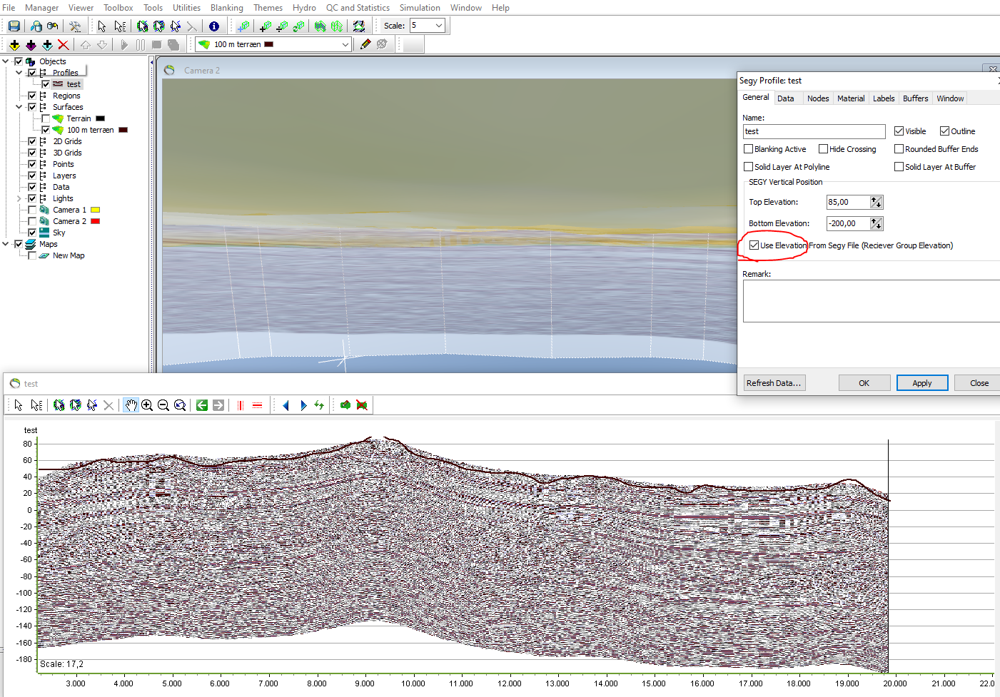 File Manager Viewer Toolbox Tools Utilities Blanking Themes Hydro QC and Statistics Simulation Window Help
Scale: 5
100 m terræn
Objects
Profiles
test
Regions
Surfaces
Terrain
100 m terræn
2D Grids
3D Grids
Points
Layers
Data
Lights
Camera 1
Camera 2
Sky
Maps
New Map
Camera 2
Segy Profile: test
General Data Nodes Material Labels Buffers Window
Name:
test Visible Outline
Blanking Active Hide Crossing Rounded Buffer Ends
Solid Layer At Polyline Solid Layer At Buffer
SEGY Vertical Position
Top Elevation: 85,00
Bottom Elevation: -200,00
Use Elevation From Segy File (Reciever Group Elevation)
Remark:
Refresh Data... OK Apply Close
test
test
80
60
40
20
0
-20
-40
-60
-80
-100
-120
-140
-160
-180
Scale: 17,2
3.000 4.000 5.000 6.000 7.000 8.000 9.000 10.000 11.000 12.000 13.000 14.000 15.000 16.000 17.000 18.000 19.000 20.000 21.000 22.0